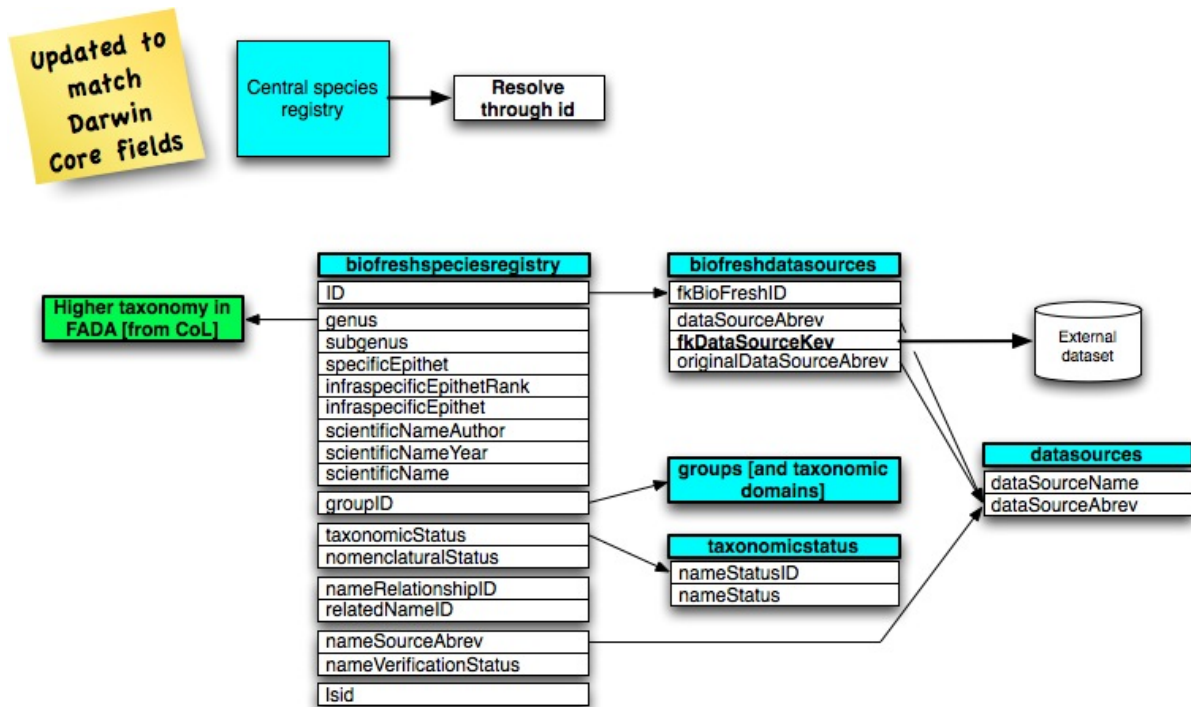 Updated to
match
Darwin
Core fields
Central species
registry
Resolve
through id
biofreshspeciesregistry
ID
genus
subgenus
specificEpithet
infraspecificEpithetRank
infraspecificEpithet
scientificNameAuthor
scientificNameYear
scientificName
groupID
taxonomicStatus
nomenclaturalStatus
nameRelationshipID
relatedNameID
nameSourceAbrev
nameVerificationStatus
lsid
Higher taxonomy in
FADA [from CoL]
biofreshdatasources
fkBioFreshID
dataSourceAbrev
fkDataSourceKey
originalDataSourceAbrev
External
dataset
groups [and taxonomic
domains]
taxonomicstatus
nameStatusID
nameStatus
datasources
dataSourceName
dataSourceAbrev